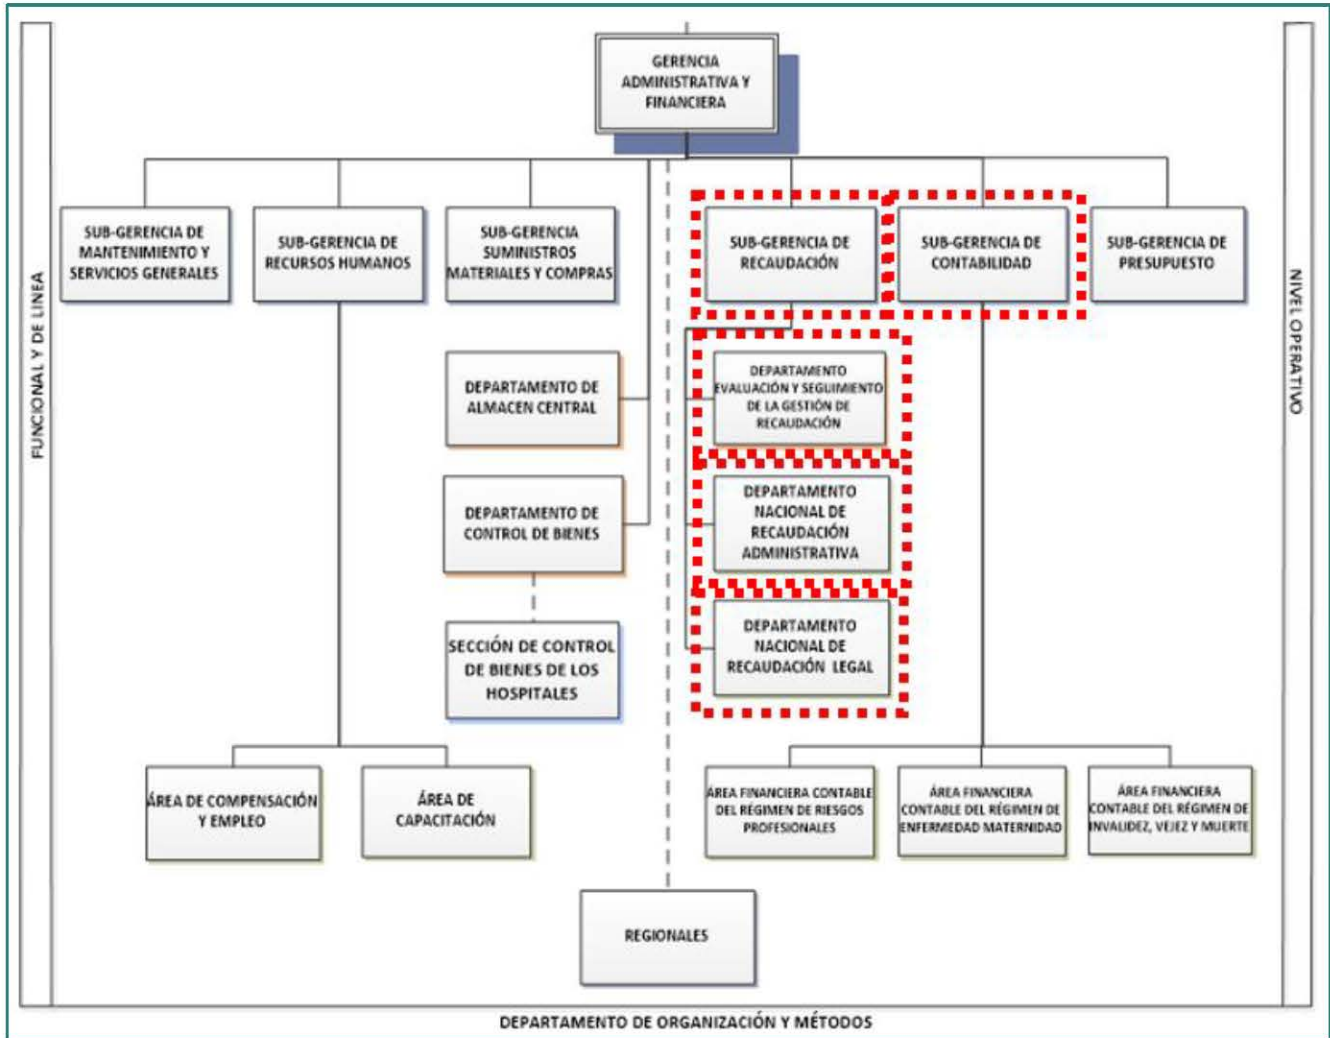 GERENCIA
ADMINISTRATIVA Y
FINANCIERA
SUB-GERENCIA DE
MANTENIMIENTO Y
SERVICIOS GENERALES
SUB-GERENCIA DE
RECURSOS HUMANOS
SUB-GERENCIA
SUMINISTROS
MATERIALES Y COMPRAS
SUB-GERENCIA DE
RECAUDACIÓN
SUB-GERENCIA DE
CONTABILIDAD
SUB-GERENCIA DE
PRESUPUESTO
FUNCIONAL Y DE LINEA
NIVEL OPERATIVO
DEPARTAMENTO DE
ALMACEN CENTRAL
DEPARTAMENTO
EVALUACIÓN Y SEGUIMIENTO
DE LA GESTIÓN DE
RECAUDACIÓN
DEPARTAMENTO DE
CONTROL DE BIENES
DEPARTAMENTO
NACIONAL DE
RECAUDACIÓN
ADMINISTRATIVA
SECCIÓN DE CONTROL
DE BIENES DE LOS
HOSPITALES
DEPARTAMENTO
NACIONAL DE
RECAUDACIÓN LEGAL
ÁREA DE COMPENSACIÓN
Y EMPLEO
ÁREA DE
CAPACITACIÓN
ÁREA FINANCIERA CONTABLE
DEL RÉGIMEN DE RIESGOS
PROFESIONALES
ÁREA FINANCIERA
CONTABLE DEL RÉGIMEN DE
ENFERMEDAD MATERNIDAD
ÁREA FINANCIERA
CONTABLE DEL RÉGIMEN DE
INVALIDEZ, VEJEZ Y MUERTE
REGIONALES
DEPARTAMENTO DE ORGANIZACIÓN Y MÉTODOS